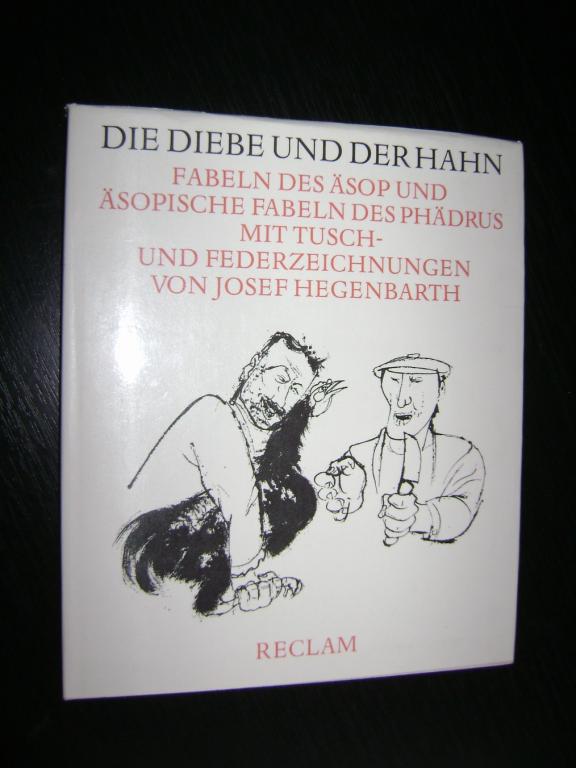 DIE DIEBE UND DER HAHN
FABELN DES ÄSOP UND
ÄSOPISCHE FABELN DES PHÄDRUS
MIT TUSCH-
UND FEDERZEICHNUNGEN
VON JOSEF HEGENBARTH
RECLAM